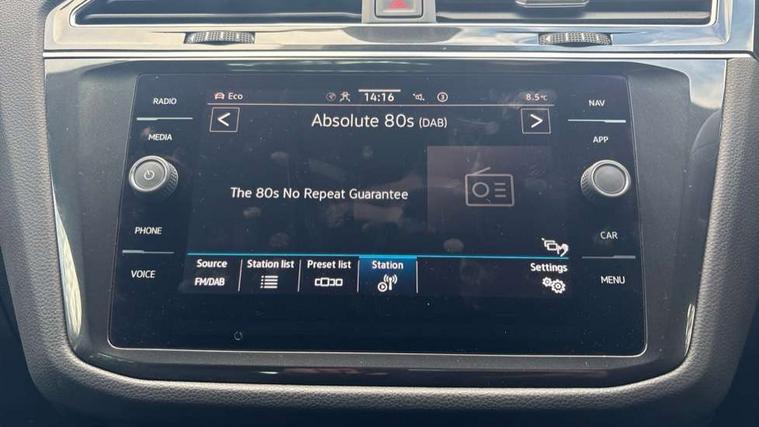 RADIO
MEDIA
PHONE
VOICE
Eco
14:16
8.5°C
<
Absolute 80s (DAB)
>
The 80s No Repeat Guarantee
Source
FM/DAB
Station list
Preset list
Station
Settings
NAV
APP
CAR
MENU